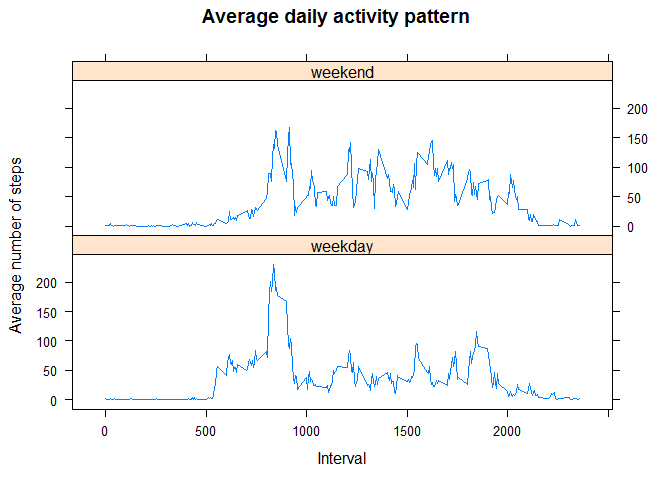 Average daily activity pattern
weekend
200
150
100
50
0
weekday
200
150
100
50
0
0 500 1000 1500 2000
Interval
Average number of steps